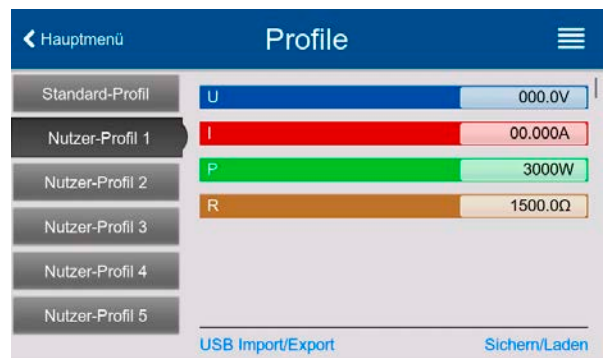 Hauptmenü
Profile
Standard-Profil
Nutzer-Profil 1
Nutzer-Profil 2
Nutzer-Profil 3
Nutzer-Profil 4
Nutzer-Profil 5
U 000.0V
I 00.000A
P 3000W
R 1500.0Ω
USB Import/Export
Sichern/Laden